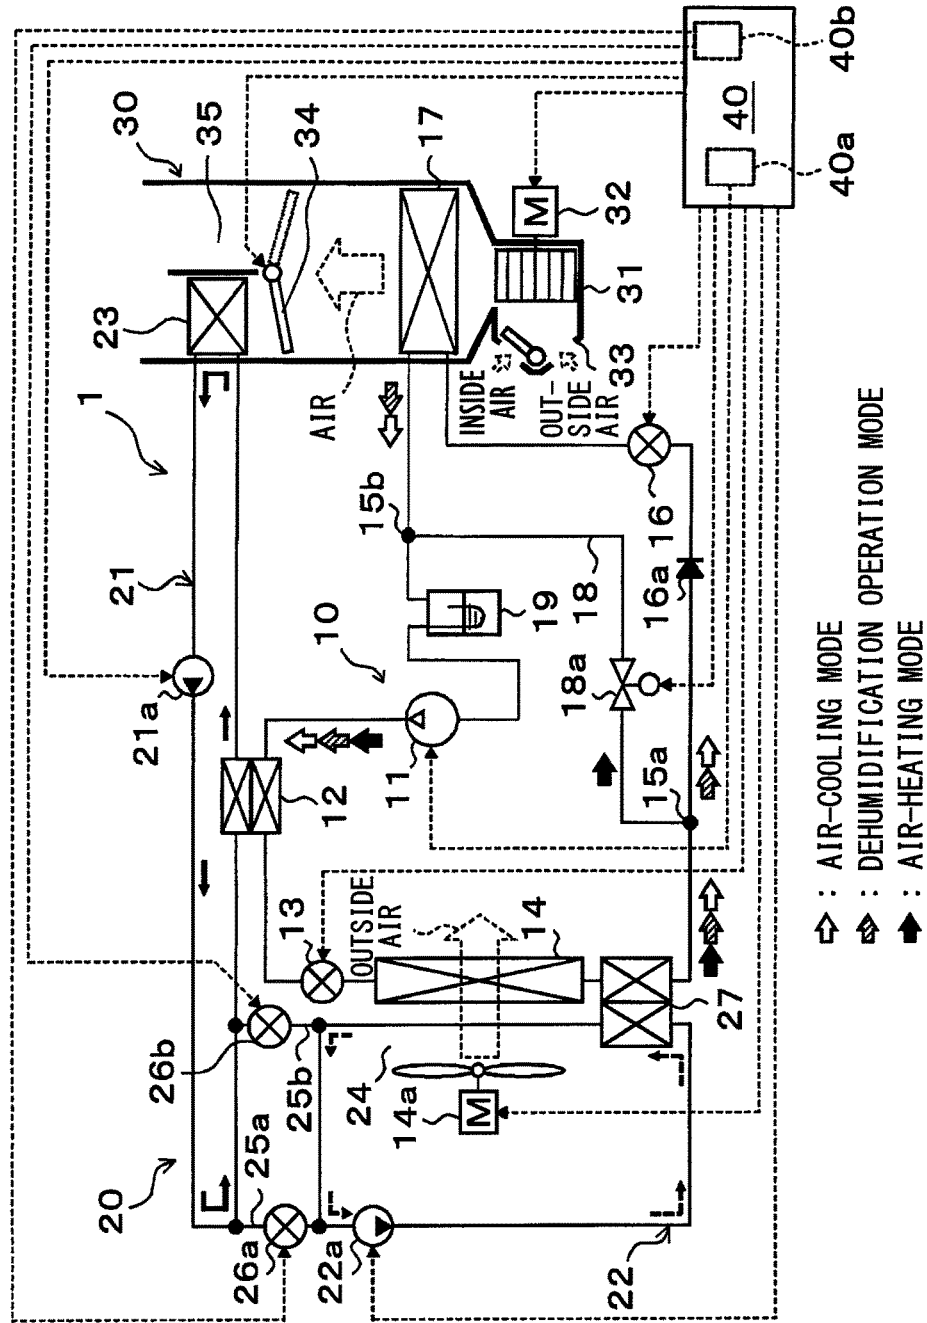 1
20
21
21a
23
30
35
34
17
M
32
31
33
INSIDE
AIR
OUT-
SIDE
AIR
AIR
10
11
12
13
15b
19
18
18a
16
16a
15a
OUTSIDE
AIR
14
14a
M
24
27
25a
25b
26a
26b
22a
22
40
40a
40b
: AIR-COOLING MODE
: DEHUMIDIFICATION OPERATION MODE
: AIR-HEATING MODE